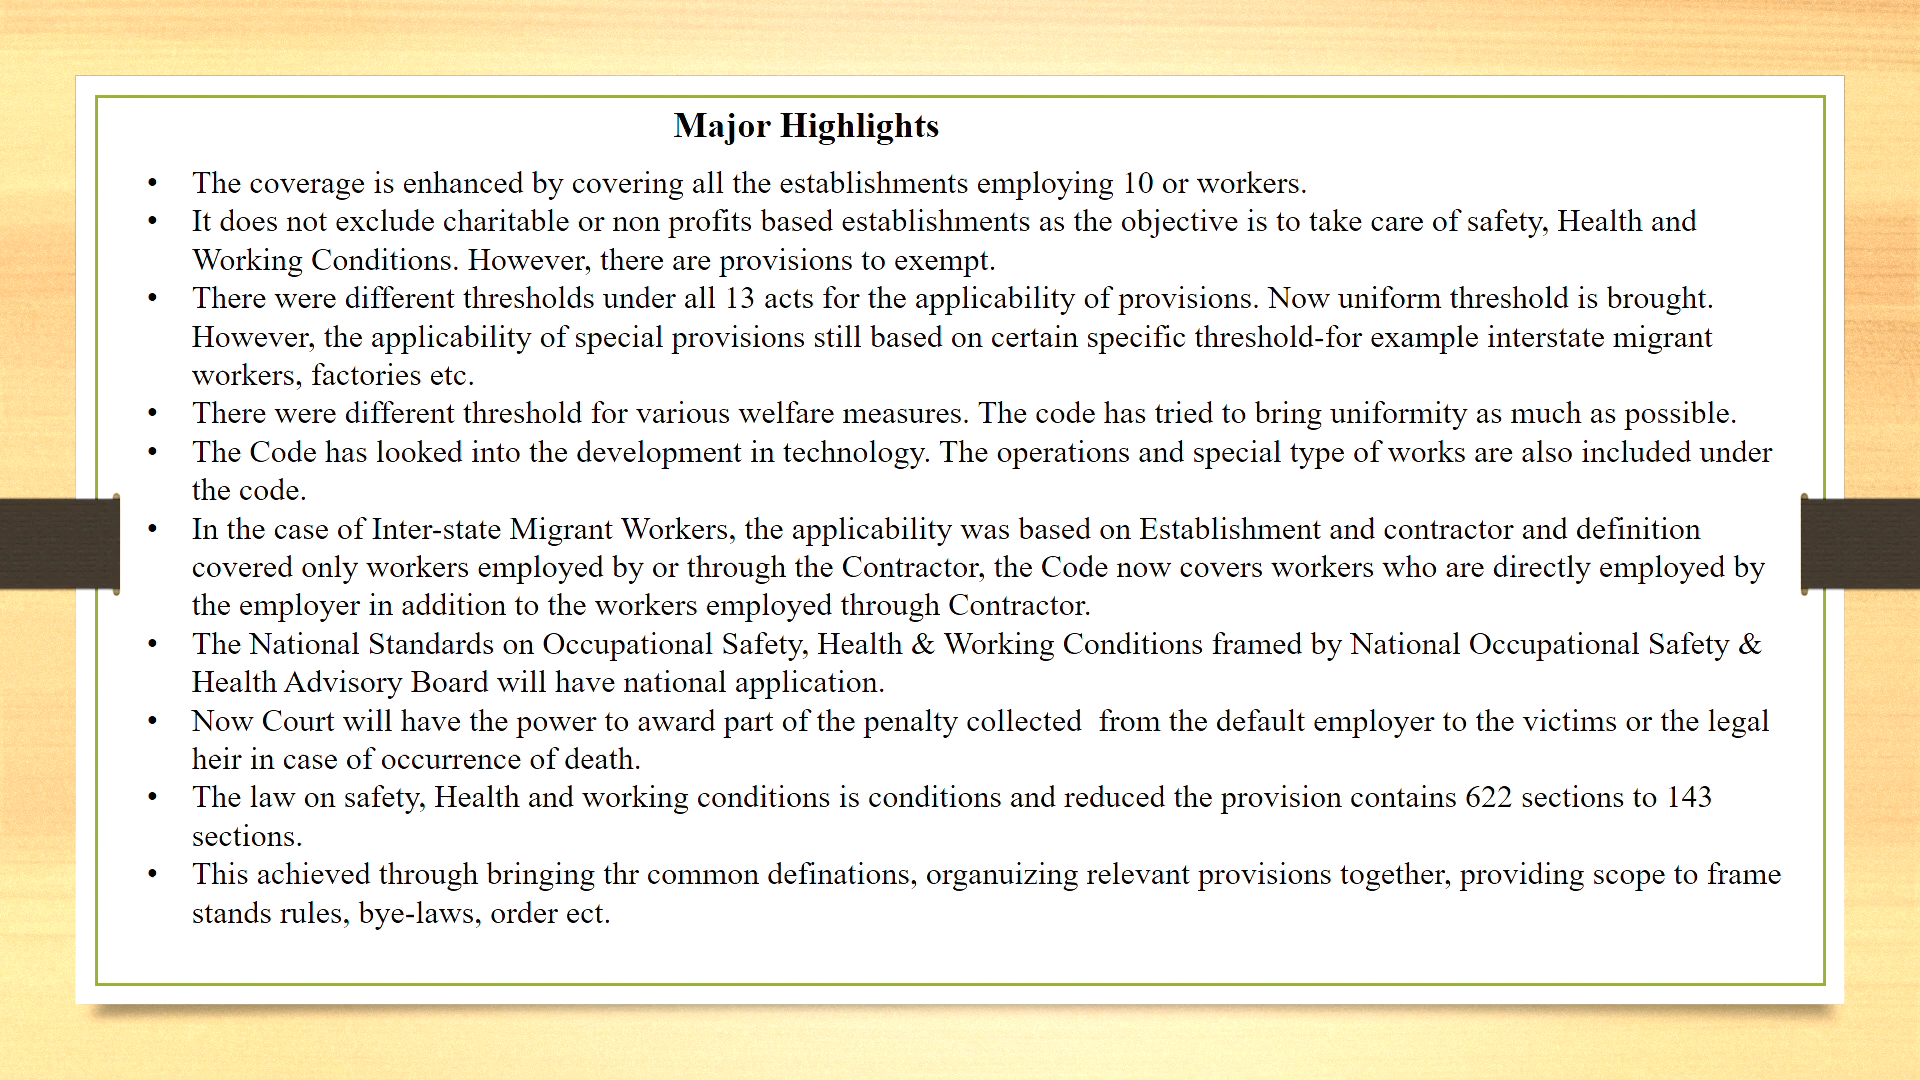 Major Highlights
• The coverage is enhanced by covering all the establishments employing 10 or workers.
• It does not exclude charitable or non profits based establishments as the objective is to take care of safety, Health and
Working Conditions. However, there are provisions to exempt.
• There were different thresholds under all 13 acts for the applicability of provisions. Now uniform threshold is brought.
However, the applicability of special provisions still based on certain specific threshold-for example interstate migrant
workers, factories etc.
• There were different threshold for various welfare measures. The code has tried to bring uniformity as much as possible.
• The Code has looked into the development in technology. The operations and special type of works are also included under
the code.
• In the case of Inter-state Migrant Workers, the applicability was based on Establishment and contractor and definition
covered only workers employed by or through the Contractor, the Code now covers workers who are directly employed by
the employer in addition to the workers employed through Contractor.
• The National Standards on Occupational Safety, Health & Working Conditions framed by National Occupational Safety &
Health Advisory Board will have national application.
• Now Court will have the power to award part of the penalty collected  from the default employer to the victims or the legal
heir in case of occurrence of death.
• The law on safety, Health and working conditions is conditions and reduced the provision contains 622 sections to 143
sections.
• This achieved through bringing thr common definations, organuizing relevant provisions together, providing scope to frame
stands rules, bye-laws, order ect.